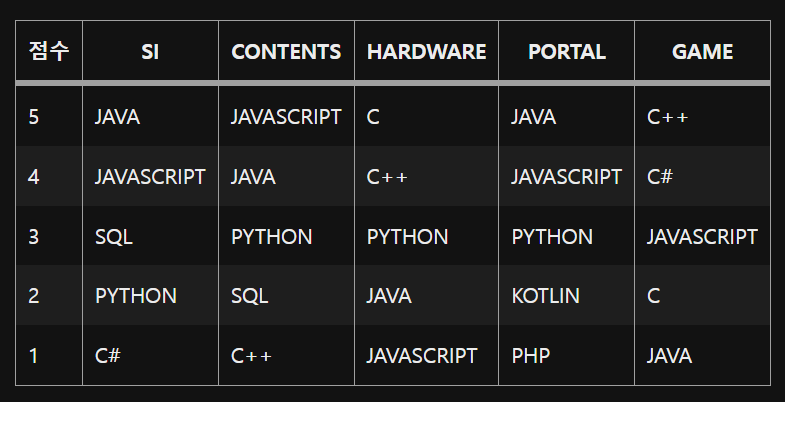 점수 SI CONTENTS HARDWARE PORTAL GAME
5 JAVA JAVASCRIPT C JAVA C++
4 JAVASCRIPT JAVA C++ JAVASCRIPT C#
3 SQL PYTHON PYTHON PYTHON JAVASCRIPT
2 PYTHON SQL JAVA KOTLIN C
1 C# C++ JAVASCRIPT PHP JAVA